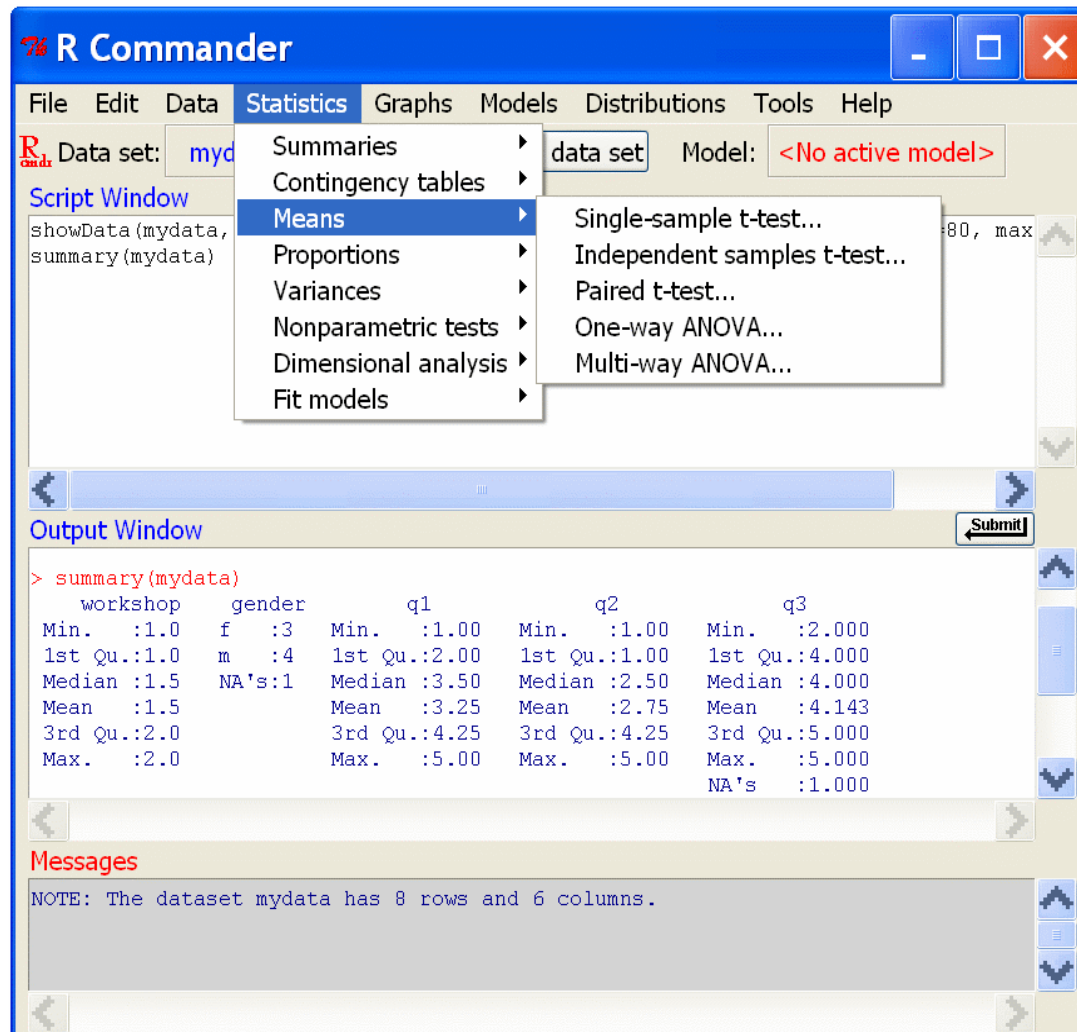 R Commander
File Edit Data Statistics Graphs Models Distributions Tools Help
Rcmdr Data set: myd data set Model: <No active model>
Summaries
Contingency tables
Means
Proportions
Variances
Nonparametric tests
Dimensional analysis
Fit models
Single-sample t-test...
Independent samples t-test...
Paired t-test...
One-way ANOVA...
Multi-way ANOVA...
Script Window
showData(mydata, =80, max
summary(mydata)
Output Window Submit
> summary(mydata)
workshop gender q1 q2 q3
Min. :1.0 f :3 Min. :1.00 Min. :1.00 Min. :2.000
1st Qu.:1.0 m :4 1st Qu.:2.00 1st Qu.:1.00 1st Qu.:4.000
Median :1.5 NA's:1 Median :3.50 Median :2.50 Median :4.000
Mean :1.5 Mean :3.25 Mean :2.75 Mean :4.143
3rd Qu.:2.0 3rd Qu.:4.25 3rd Qu.:4.25 3rd Qu.:5.000
Max. :2.0 Max. :5.00 Max. :5.00 Max. :5.000
NA's :1.000
Messages
NOTE: The dataset mydata has 8 rows and 6 columns.